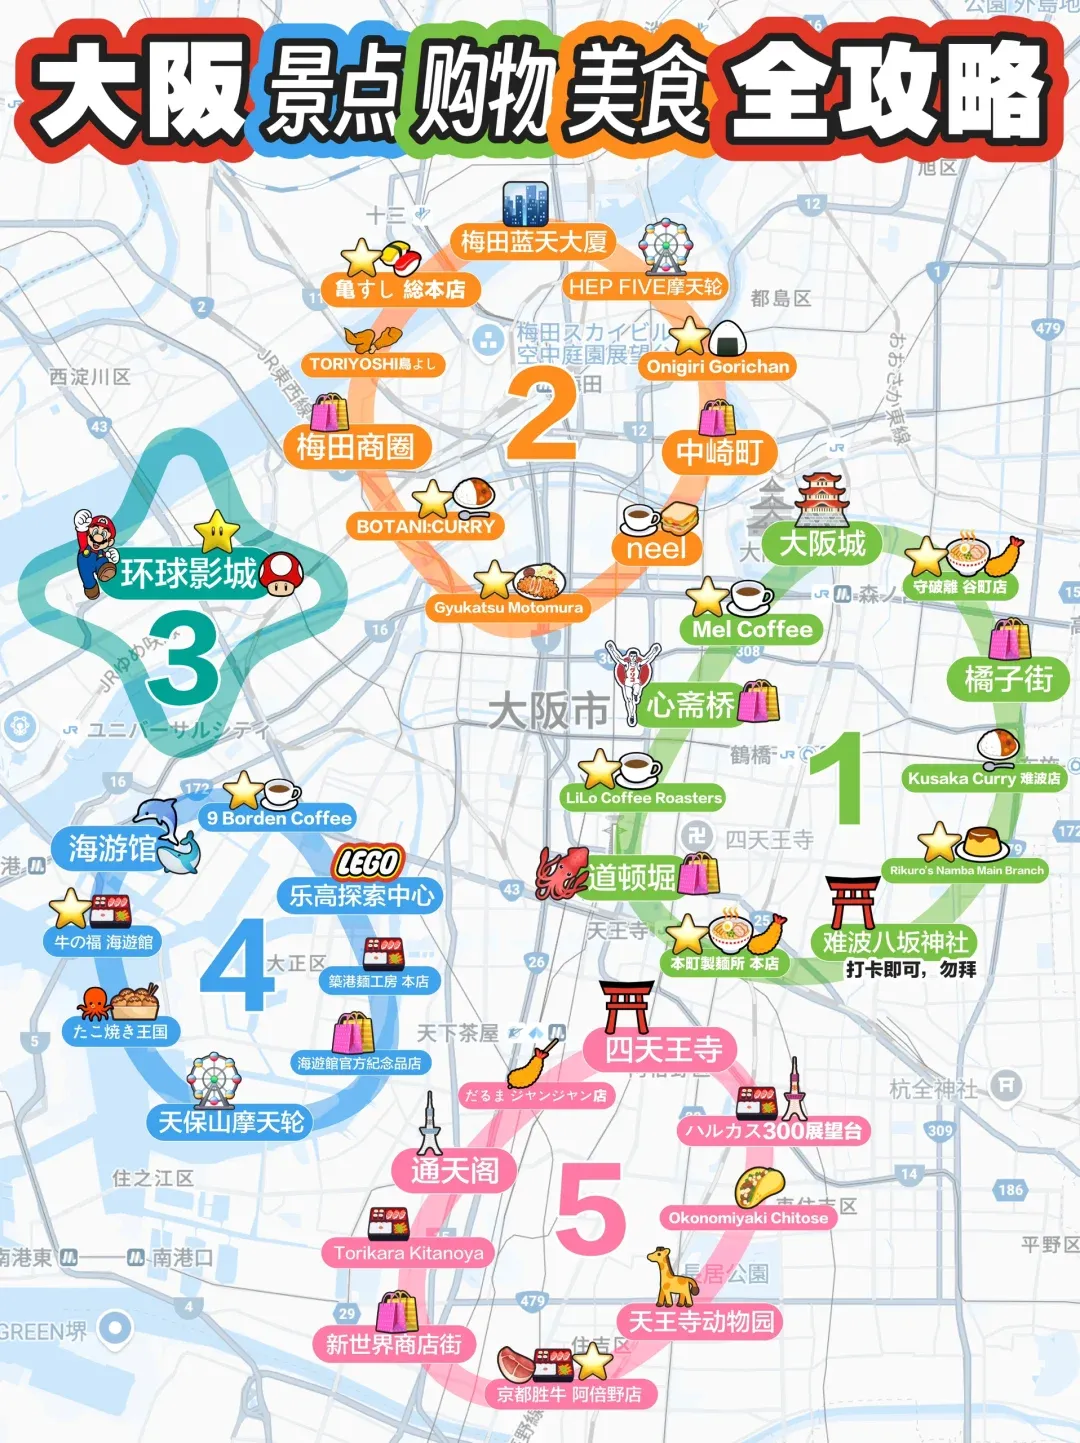 大阪景点购物美食全攻略
公園 外島地
16
旭区
十三
12
梅田蓝天大厦
HEP FIVE摩天轮
亀すし 総本店
11
2
1
都島区
479
梅田スカイビル
空中庭園展望台
TORIYOSHI鳥よし
Onigiri Gorichan
JR東西線
おおさか東線
西淀川区
43
2
梅田
12
梅田商圈
中崎町
JR
BOTANI:CURRY
neel
大阪城
守破離 谷町店
Gyukatsu Motomura
Mel Coffee
JR
森ノ宮
16
308
环球影城
3
JRゆめ咲線
大阪市
心斋桥
橘子街
JR ユニバーサルシティ
鶴橋
JR
1
Kusaka Curry 难波店
16
172
LiLo Coffee Roasters
9 Borden Coffee
海游馆
四天王寺
172
79
Rikuro's Namba Main Branch
港
LEGO
乐高探索中心
43
道顿堀
25
天王寺
难波八坂神社
打卡即可，勿拜
牛の福 海遊館
4
大正区
26
本町製麺所 本店
築港麺工房 本店
たこ焼き王国
5
天下茶屋
四天王寺
海遊館官方紀念品店
だるま ジャンジャン店
杭全神社
天保山摩天轮
ハルカス300展望台
309
通天阁
住之江区
5
14
186
Okonomiyaki Chitose
東住吉区
Torikara Kitanoya
平野区
南港東
南港口
長居公園
479
4
29
天王寺动物园
GREEN堺
新世界商店街
住吉区
京都胜牛 阿倍野店